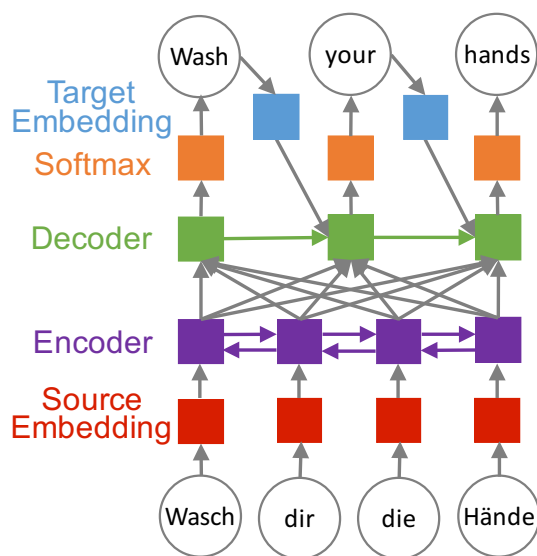 Wash your hands
Target
Embedding
Softmax
Decoder
Encoder
Source
Embedding
Wasch dir die Hände